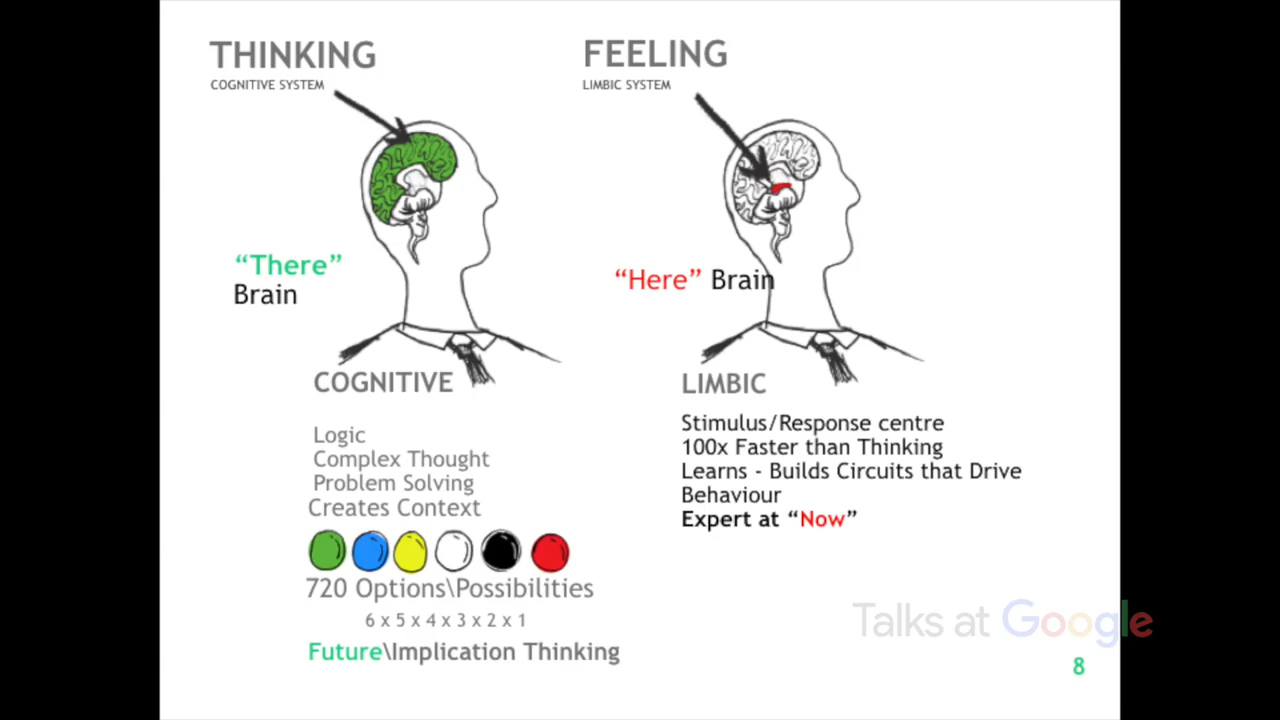 THINKING
COGNITIVE SYSTEM
“There”
Brain
COGNITIVE
Logic
Complex Thought
Problem Solving
Creates Context
720 Options\Possibilities
6 x 5 x 4 x 3 x 2 x 1
Future\Implication Thinking
FEELING
LIMBIC SYSTEM
“Here” Brain
LIMBIC
Stimulus/Response centre
100x Faster than Thinking
Learns - Builds Circuits that Drive
Behaviour
Expert at “Now”
Talks at Google
8